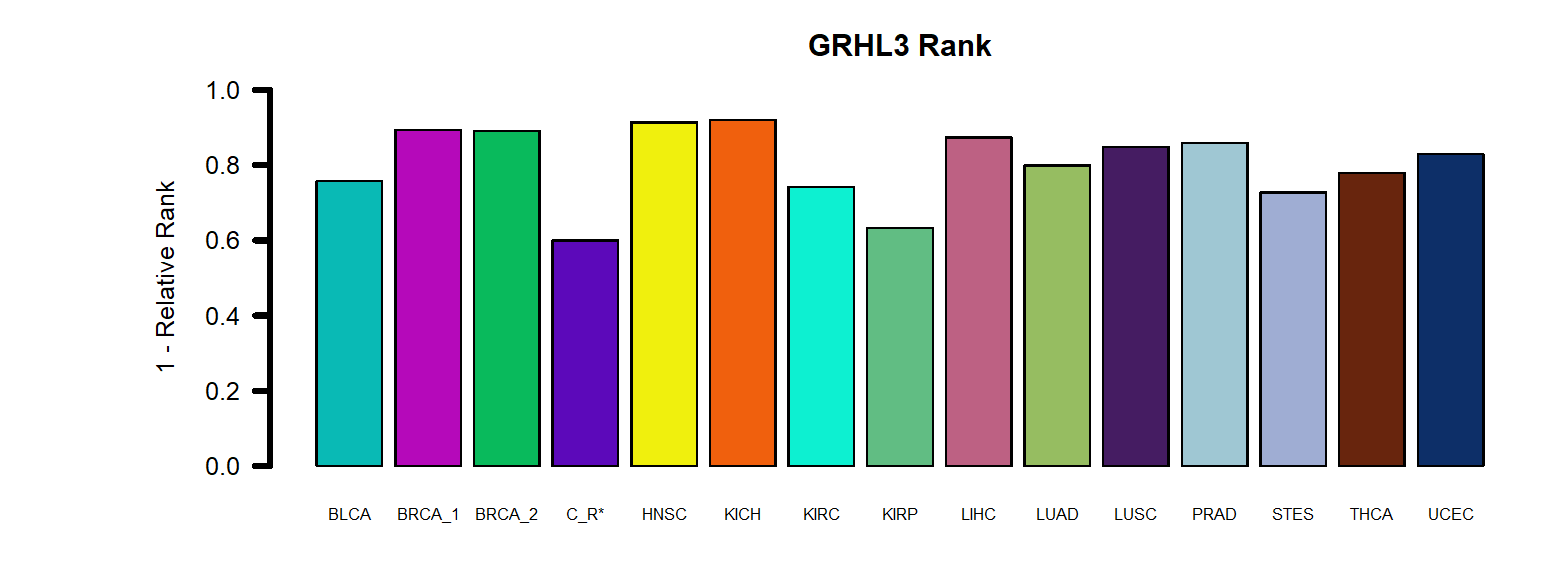 GRHL3 Rank
1 - Relative Rank
1.0
0.8
0.6
0.4
0.2
0.0
BLCA BRCA_1 BRCA_2 C_R* HNSC KICH KIRC KIRP LIHC LUAD LUSC PRAD STES THCA UCEC